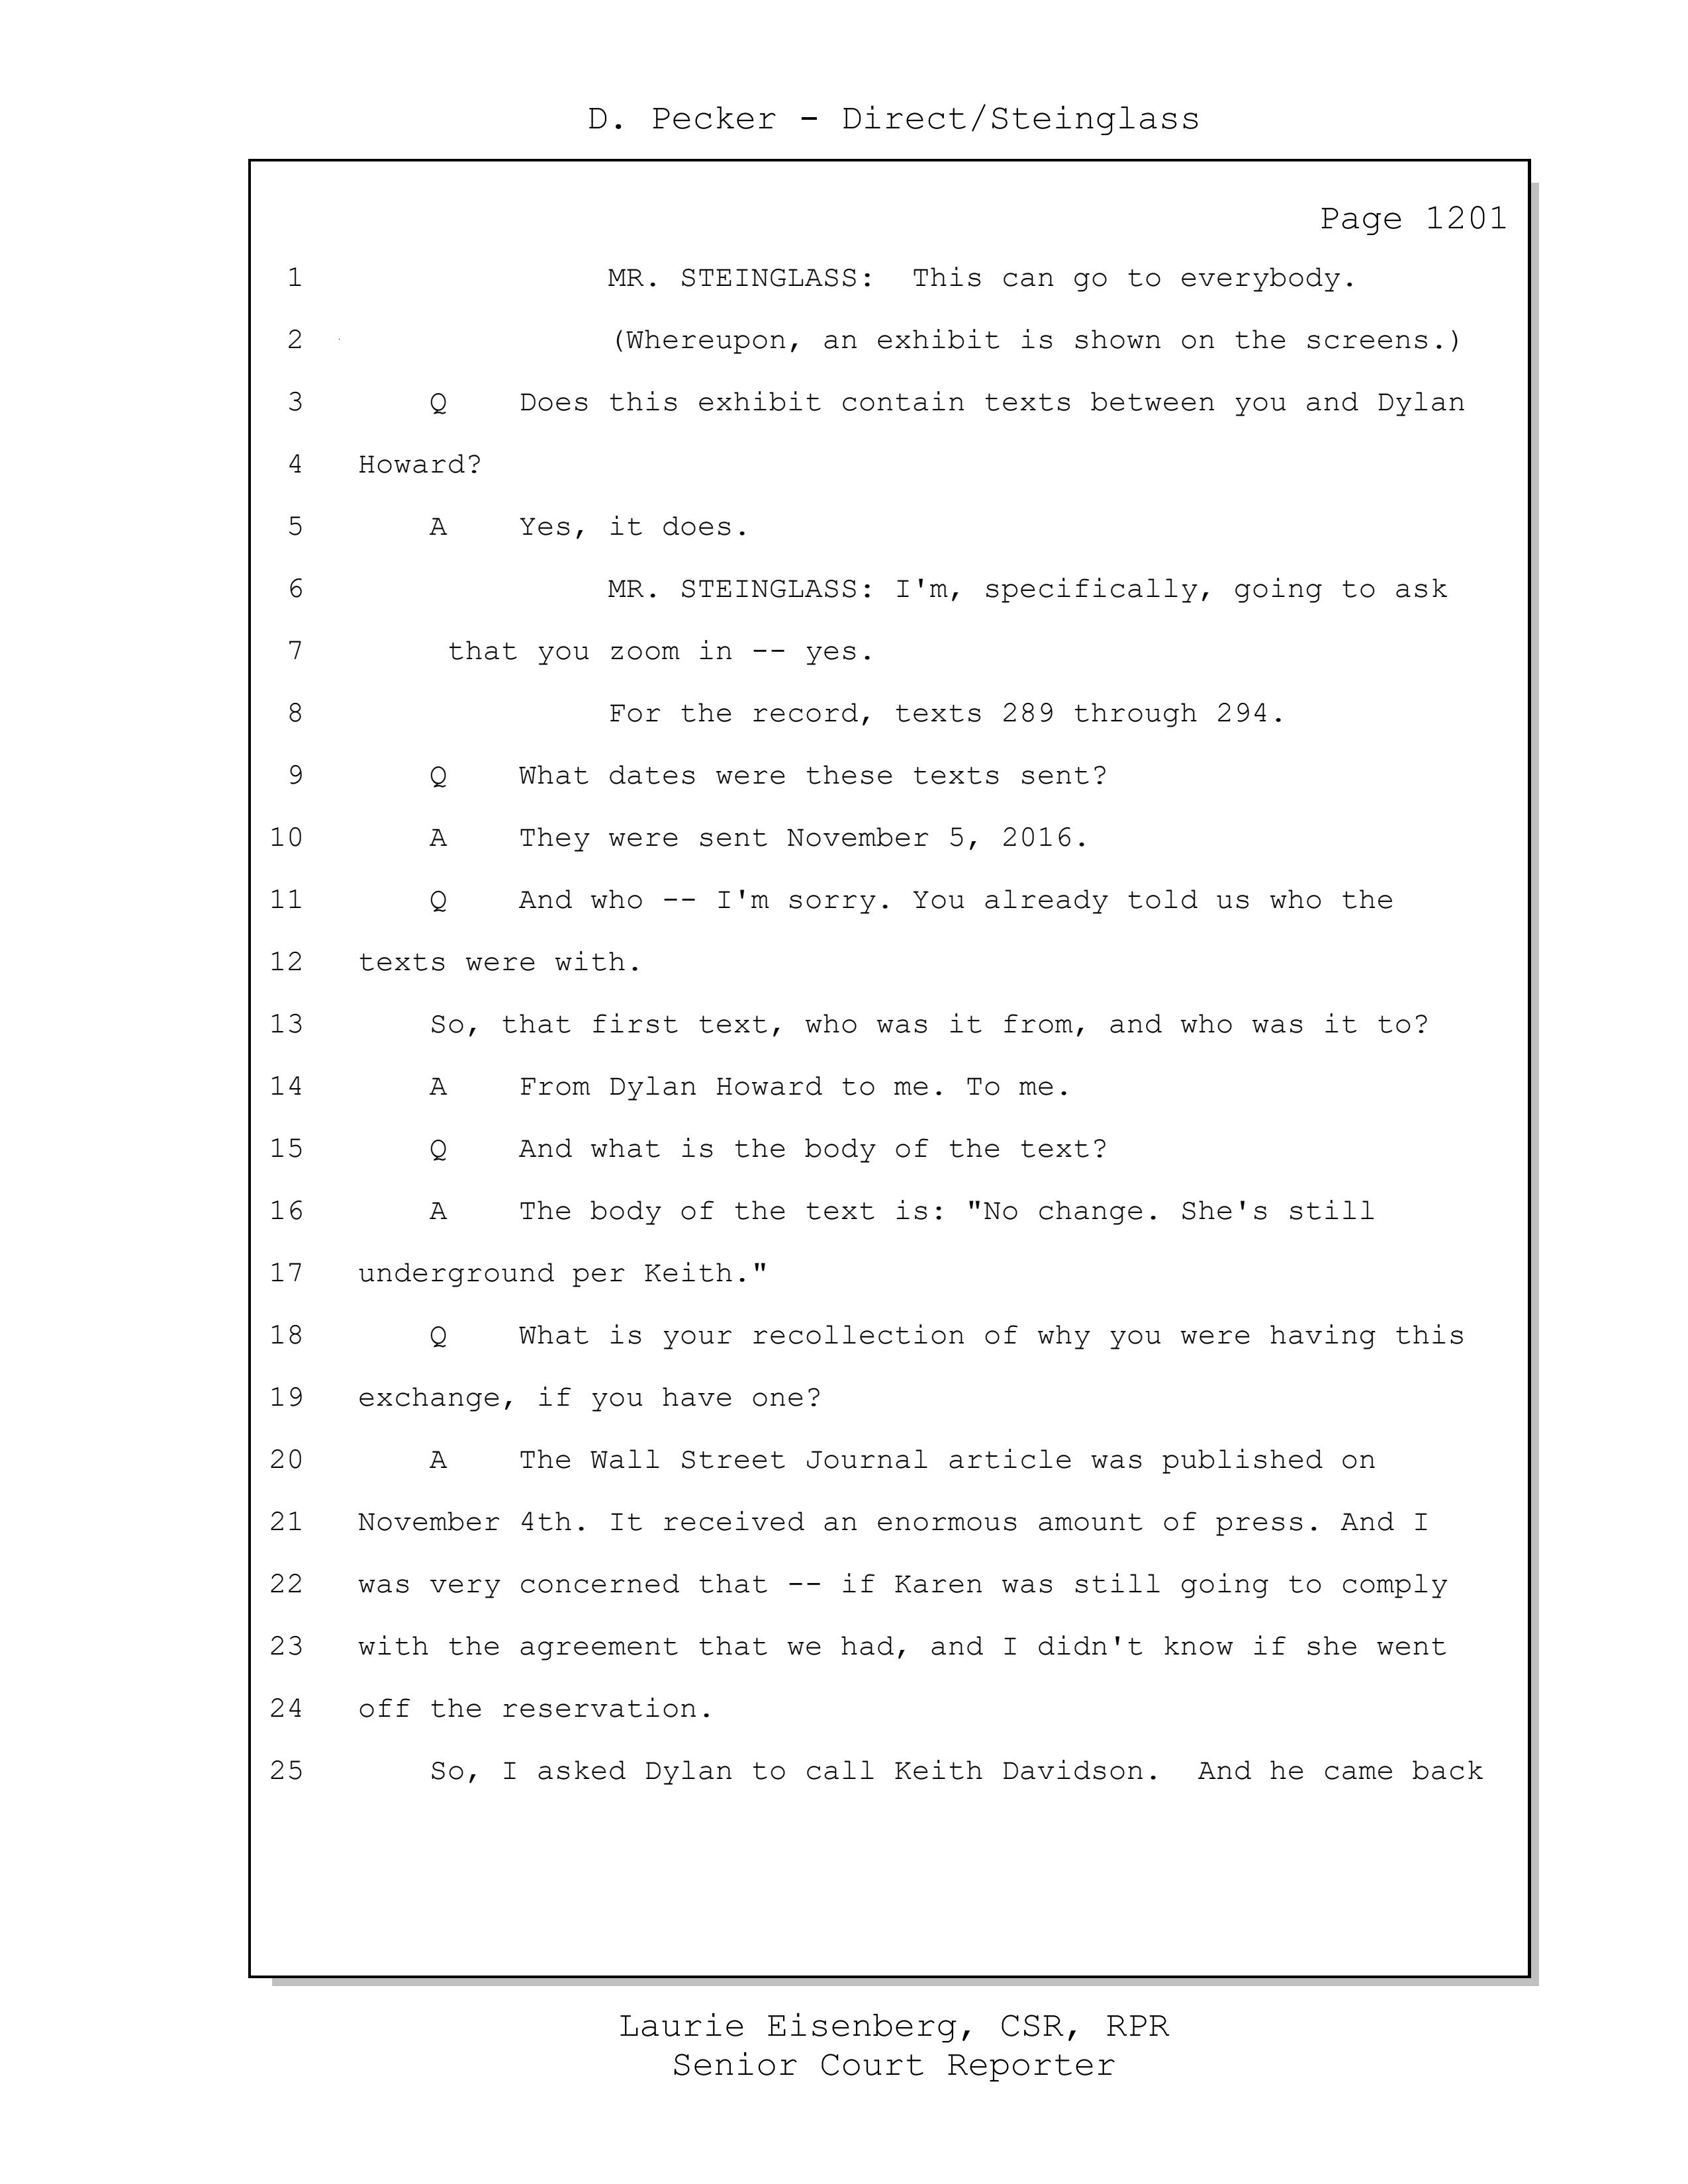 D. Pecker - Direct/Steinglass
Page 1201
1 MR. STEINGLASS:  This can go to everybody.
2 (Whereupon, an exhibit is shown on the screens.)
3 Q Does this exhibit contain texts between you and Dylan
4 Howard?
5 A Yes, it does.
6 MR. STEINGLASS: I'm, specifically, going to ask
7 that you zoom in -- yes.
8 For the record, texts 289 through 294.
9 Q What dates were these texts sent?
10 A They were sent November 5, 2016.
11 Q And who -- I'm sorry. You already told us who the
12 texts were with.
13 So, that first text, who was it from, and who was it to?
14 A From Dylan Howard to me. To me.
15 Q And what is the body of the text?
16 A The body of the text is: "No change. She's still
17 underground per Keith."
18 Q What is your recollection of why you were having this
19 exchange, if you have one?
20 A The Wall Street Journal article was published on
21 November 4th. It received an enormous amount of press. And I
22 was very concerned that -- if Karen was still going to comply
23 with the agreement that we had, and I didn't know if she went
24 off the reservation.
25 So, I asked Dylan to call Keith Davidson.  And he came back
Laurie Eisenberg, CSR, RPR
Senior Court Reporter